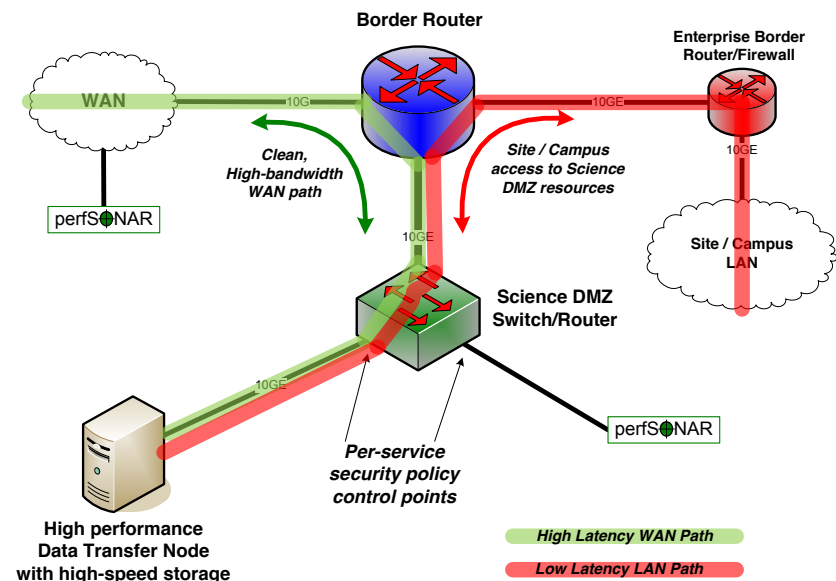 Border Router
Enterprise Border
Router/Firewall
WAN
10G
10GE
10GE
Clean,
High-bandwidth
WAN path
Site / Campus
access to Science
DMZ resources
perfSONAR
10GE
Site / Campus
LAN
Science DMZ
Switch/Router
10GE
perfSONAR
Per-service
security policy
control points
High performance
Data Transfer Node
with high-speed storage
High Latency WAN Path
Low Latency LAN Path